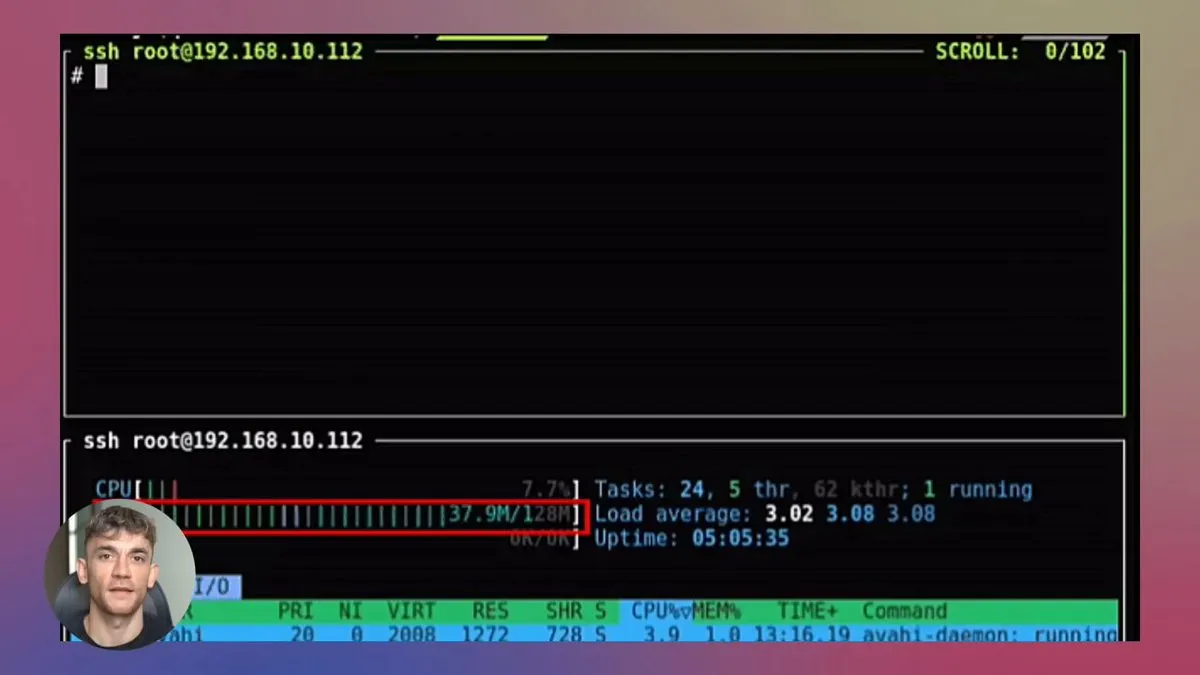 ssh root@192.168.10.112 SCROLL: 0/102
#
ssh root@192.168.10.112
CPU[||| 7.7%] Tasks: 24, 5 thr, 62 kthr; 1 running
37.9M/128M] Load average: 3.02 3.08 3.08
0K/0K] Uptime: 05:05:35
I/O
PRI NI VIRT RES SHR S CPU%▽MEM% TIME+ Command
20 0 2008 1272 728 S 3.9 1.0 13:16.19 avahi-daemon: running